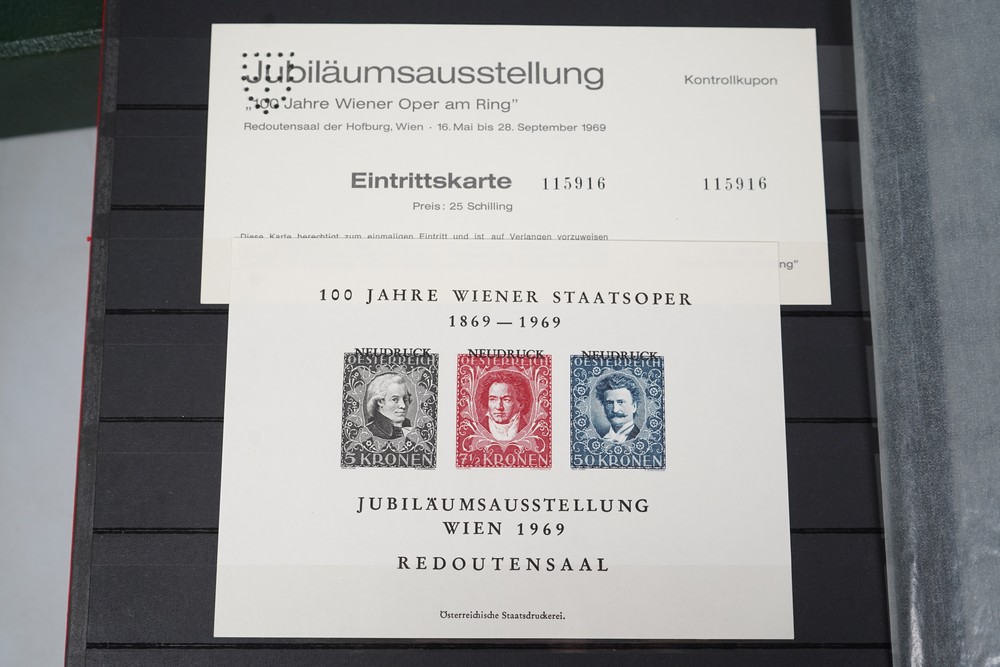 Jubiläumsausstellung
Kontrollkupon
„100 Jahre Wiener Oper am Ring”
Redoutensaal der Hofburg, Wien · 16. Mai bis 28. September 1969
Eintrittskarte 115916 115916
Preis: 25 Schilling
Diese Karte berechtigt zum einmaligen Eintritt und ist auf Verlangen vorzuweisen
ng”
100 JAHRE WIENER STAATSOPER
1869 — 1969
NEUDRUCK NEUDRUCK NEUDRUCK
OESTERREICH OESTERREICH OESTERREICH
5 KRONEN 7½ KRONEN 50 KRONEN
JUBILÄUMSAUSSTELLUNG
WIEN 1969
REDOUTENSAAL
Österreichische Staatsdruckerei.